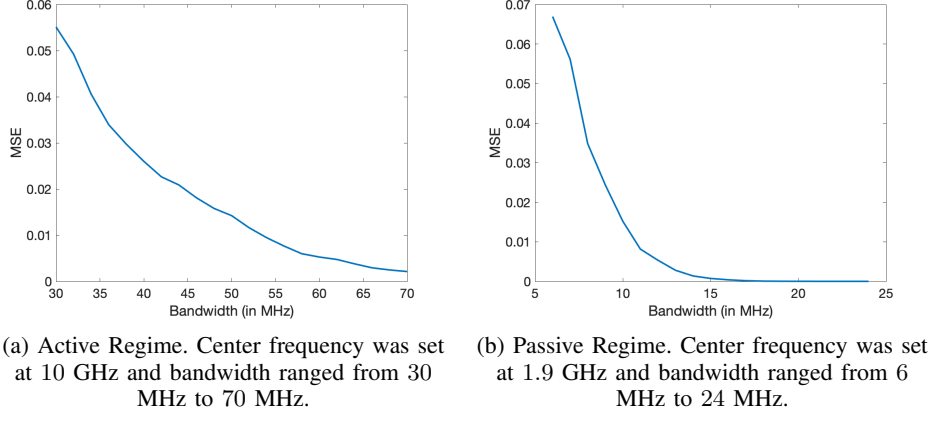 0.06
0.05
0.04
0.03
0.02
0.01
0
MSE
30 35 40 45 50 55 60 65 70
Bandwidth (in MHz)
(a) Active Regime. Center frequency was set
at 10 GHz and bandwidth ranged from 30
MHz to 70 MHz.
0.07
0.06
0.05
0.04
0.03
0.02
0.01
0
MSE
5 10 15 20 25
Bandwidth (in MHz)
(b) Passive Regime. Center frequency was set
at 1.9 GHz and bandwidth ranged from 6
MHz to 24 MHz.